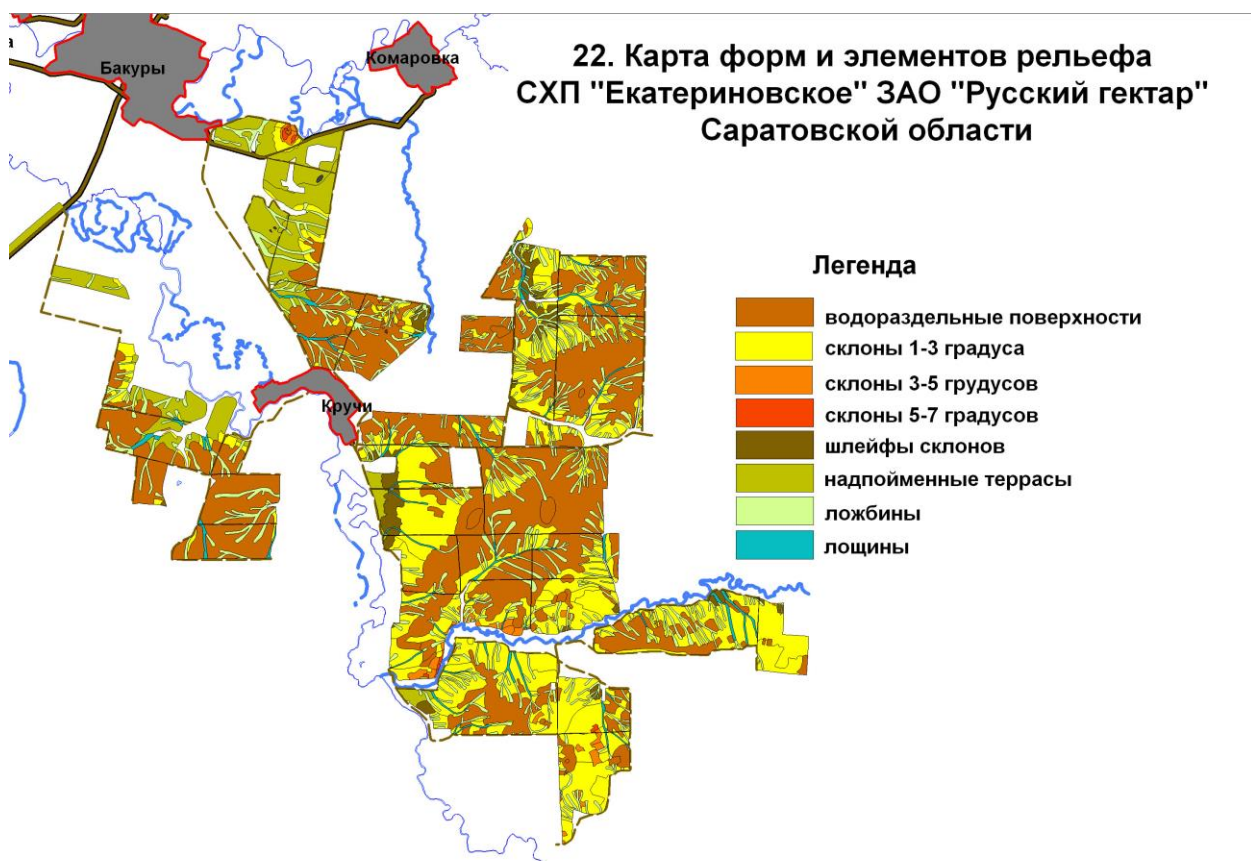 а
Бакуры
Комаровка
22. Карта форм и элементов рельефа
СХП "Екатериновское" ЗАО "Русский гектар"
Саратовской области
Легенда
водораздельные поверхности
склоны 1-3 градуса
склоны 3-5 грудусов
склоны 5-7 градусов
шлейфы склонов
надпойменные террасы
ложбины
лощины
Кручи